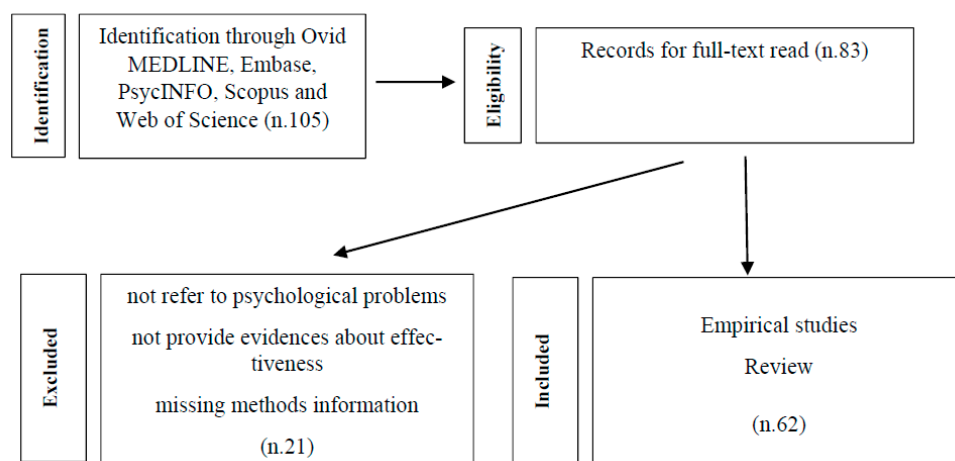 Identification
Identification through Ovid
MEDLINE, Embase,
PsycINFO, Scopus and
Web of Science (n.105)
Eligibility
Records for full-text read (n.83)
Excluded
not refer to psychological problems
not provide evidences about effec-
tiveness
missing methods information
(n.21)
Included
Empirical studies
Review
(n.62)